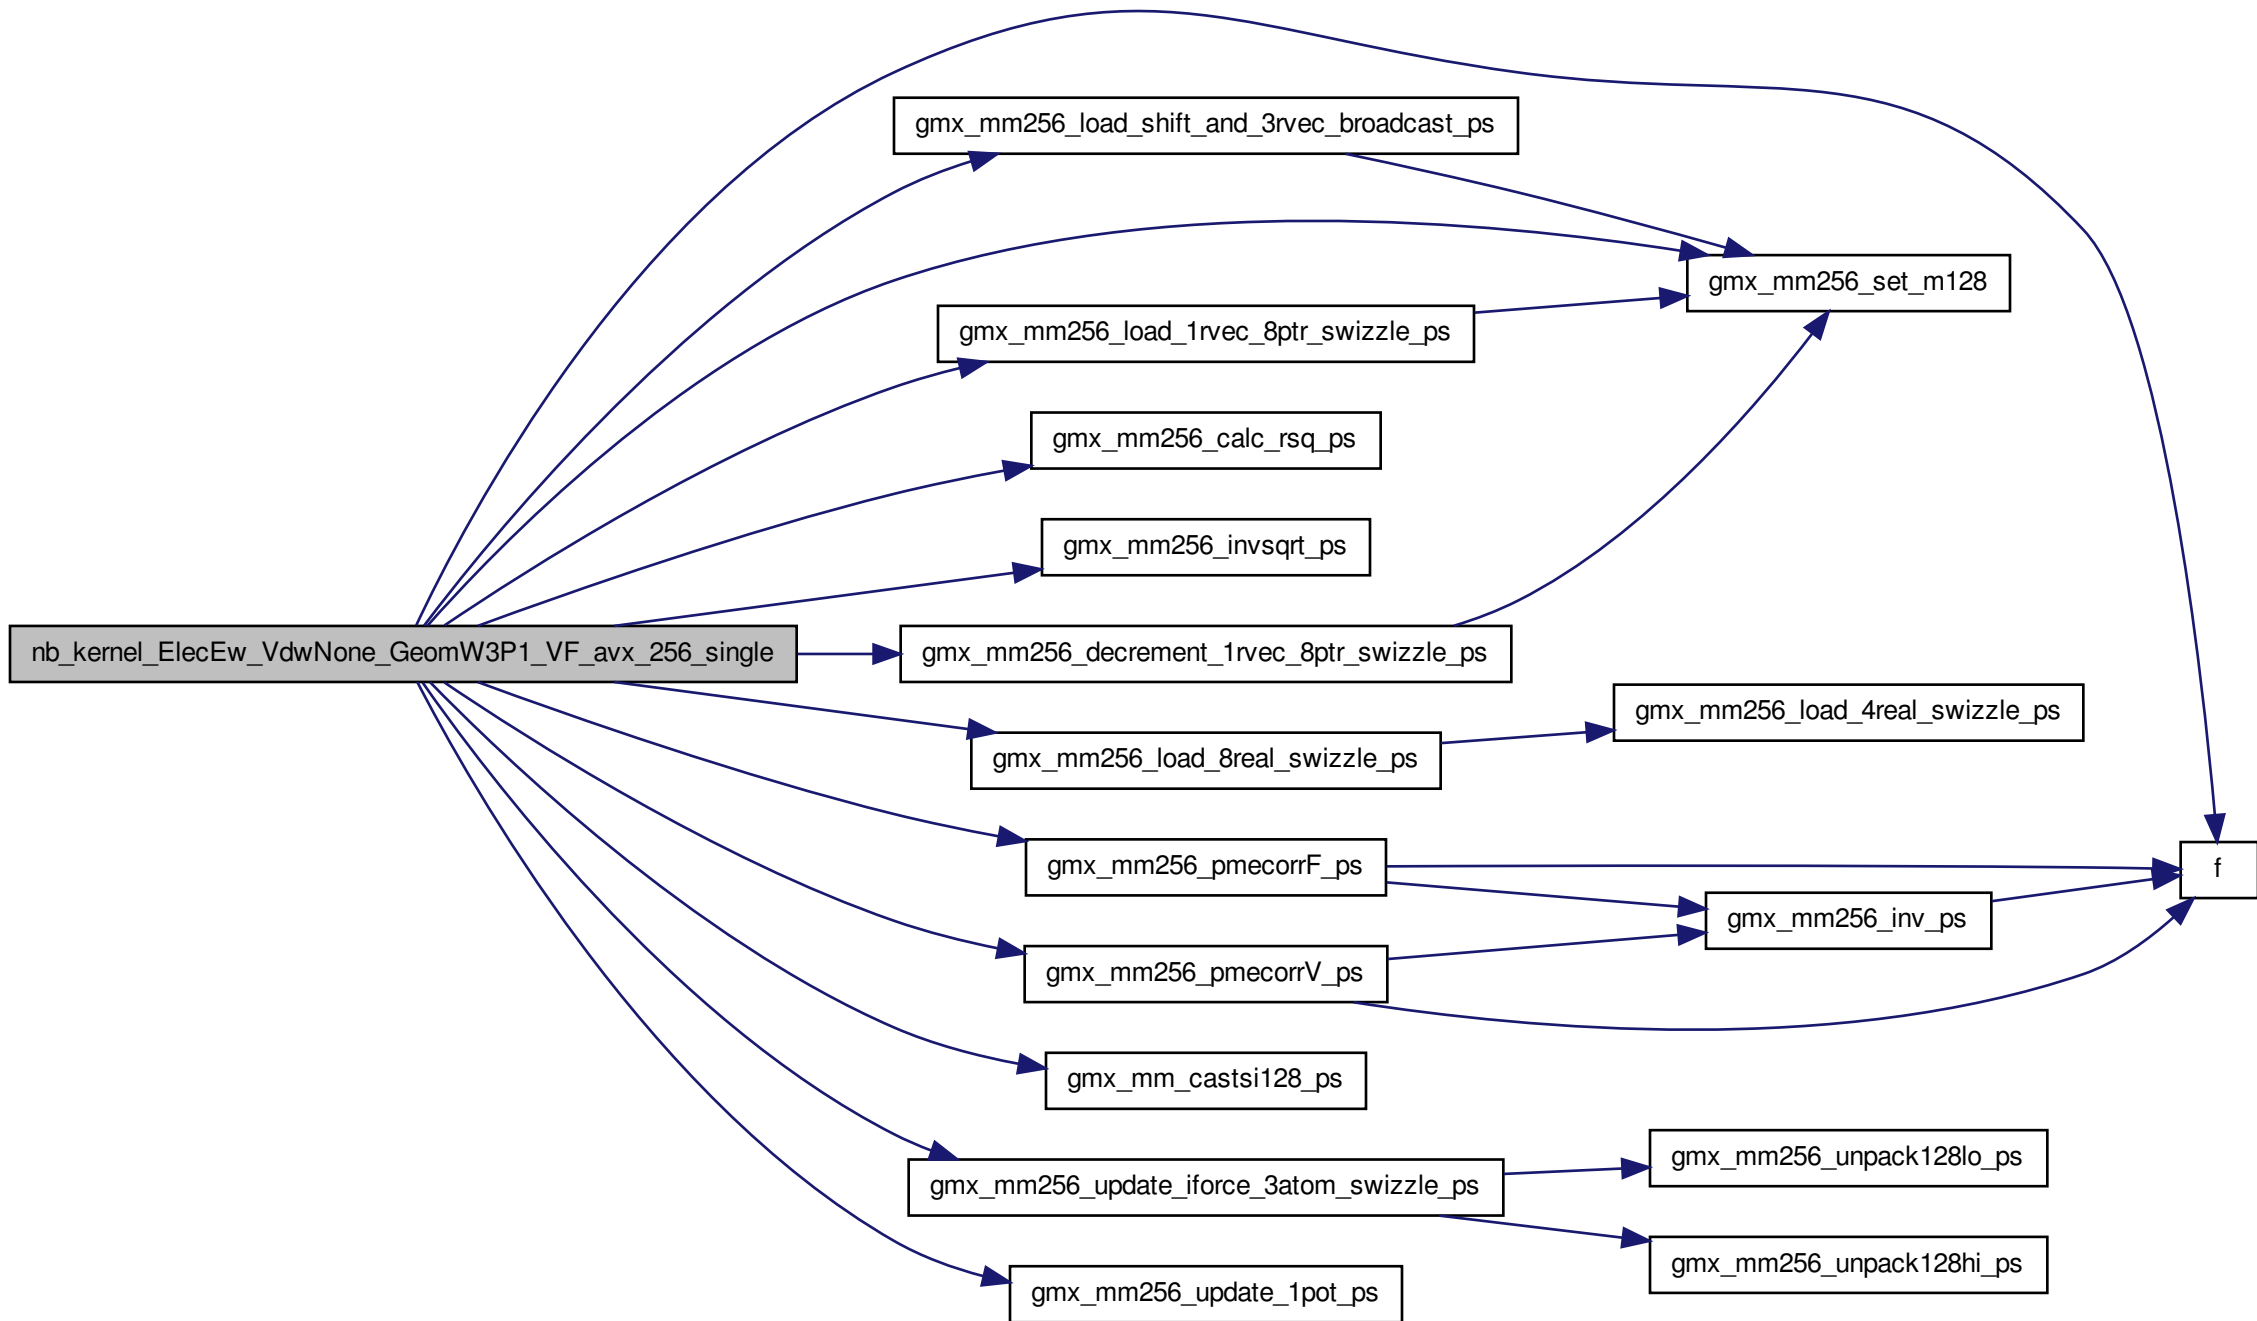 gmx_mm256_load_shift_and_3rvec_broadcast_ps
gmx_mm256_set_m128
gmx_mm256_load_1rvec_8ptr_swizzle_ps
gmx_mm256_calc_rsq_ps
gmx_mm256_invsqrt_ps
nb_kernel_ElecEw_VdwNone_GeomW3P1_VF_avx_256_single
gmx_mm256_decrement_1rvec_8ptr_swizzle_ps
gmx_mm256_load_4real_swizzle_ps
gmx_mm256_load_8real_swizzle_ps
gmx_mm256_pmecorrF_ps
f
gmx_mm256_inv_ps
gmx_mm256_pmecorrV_ps
gmx_mm_castsi128_ps
gmx_mm256_unpack128lo_ps
gmx_mm256_update_iforce_3atom_swizzle_ps
gmx_mm256_unpack128hi_ps
gmx_mm256_update_1pot_ps